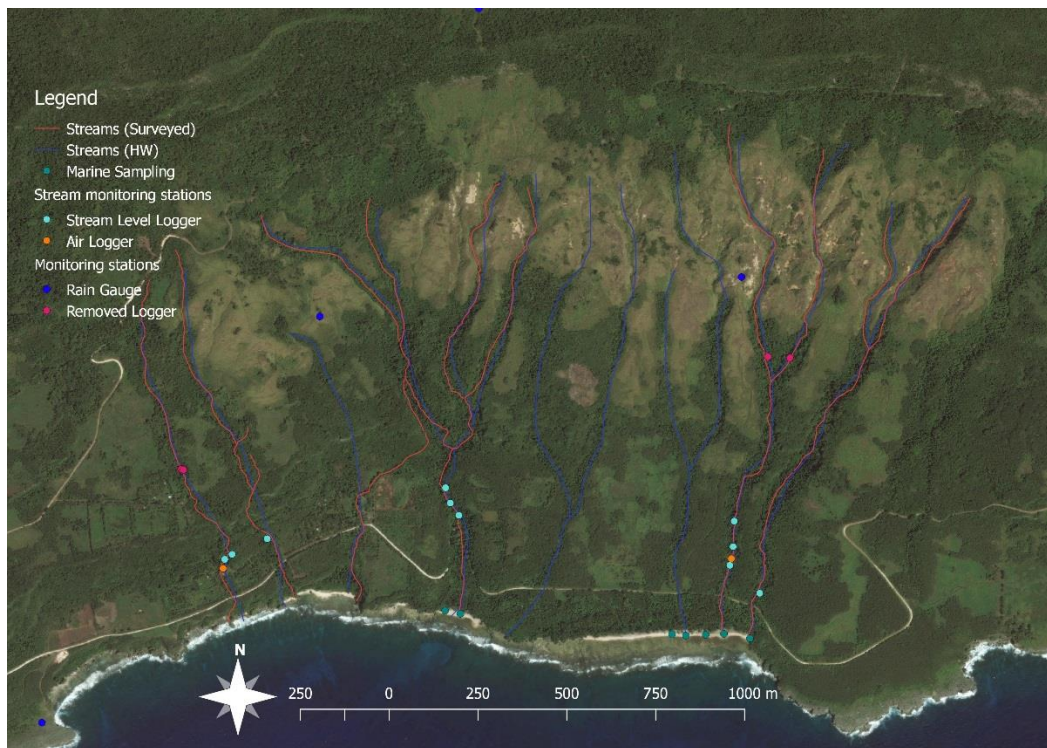 Legend
Streams (Surveyed)
Streams (HW)
Marine Sampling
Stream monitoring stations
Stream Level Logger
Air Logger
Monitoring stations
Rain Gauge
Removed Logger
N
250 0 250 500 750 1000 m